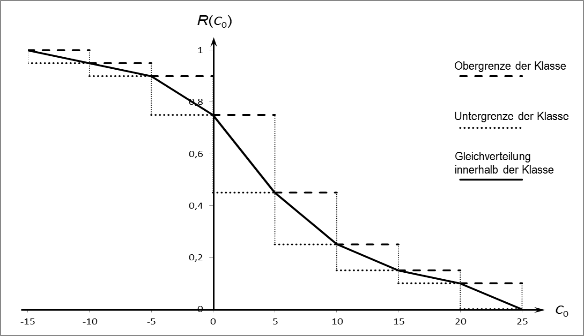 R(C₀)
1
Obergrenze der Klasse
0,8
Untergrenze der Klasse
0,6
Gleichverteilung
innerhalb der Klasse
0,4
0,2
0
-15 -10 -5 0 5 10 15 20 25 C₀